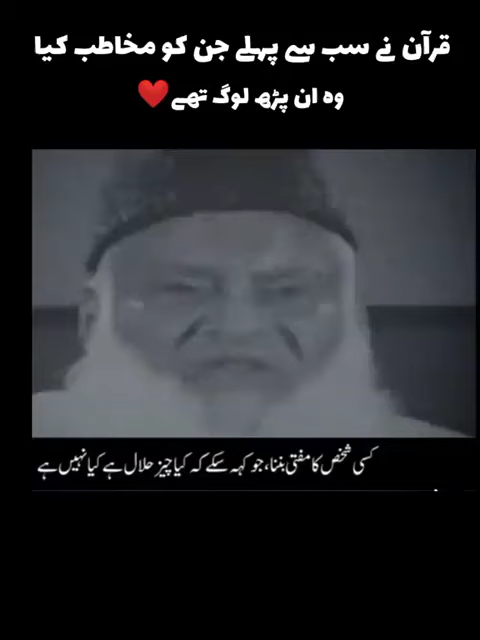 قرآن نے سب سے پہلے جن کو مخاطب کیا
وہ ان پڑھ لوگ تھے❤️
کسی شخص کا مفتی بننا، جو کہہ سکے کہ کیا چیز حلال ہے کیا نہیں ہے